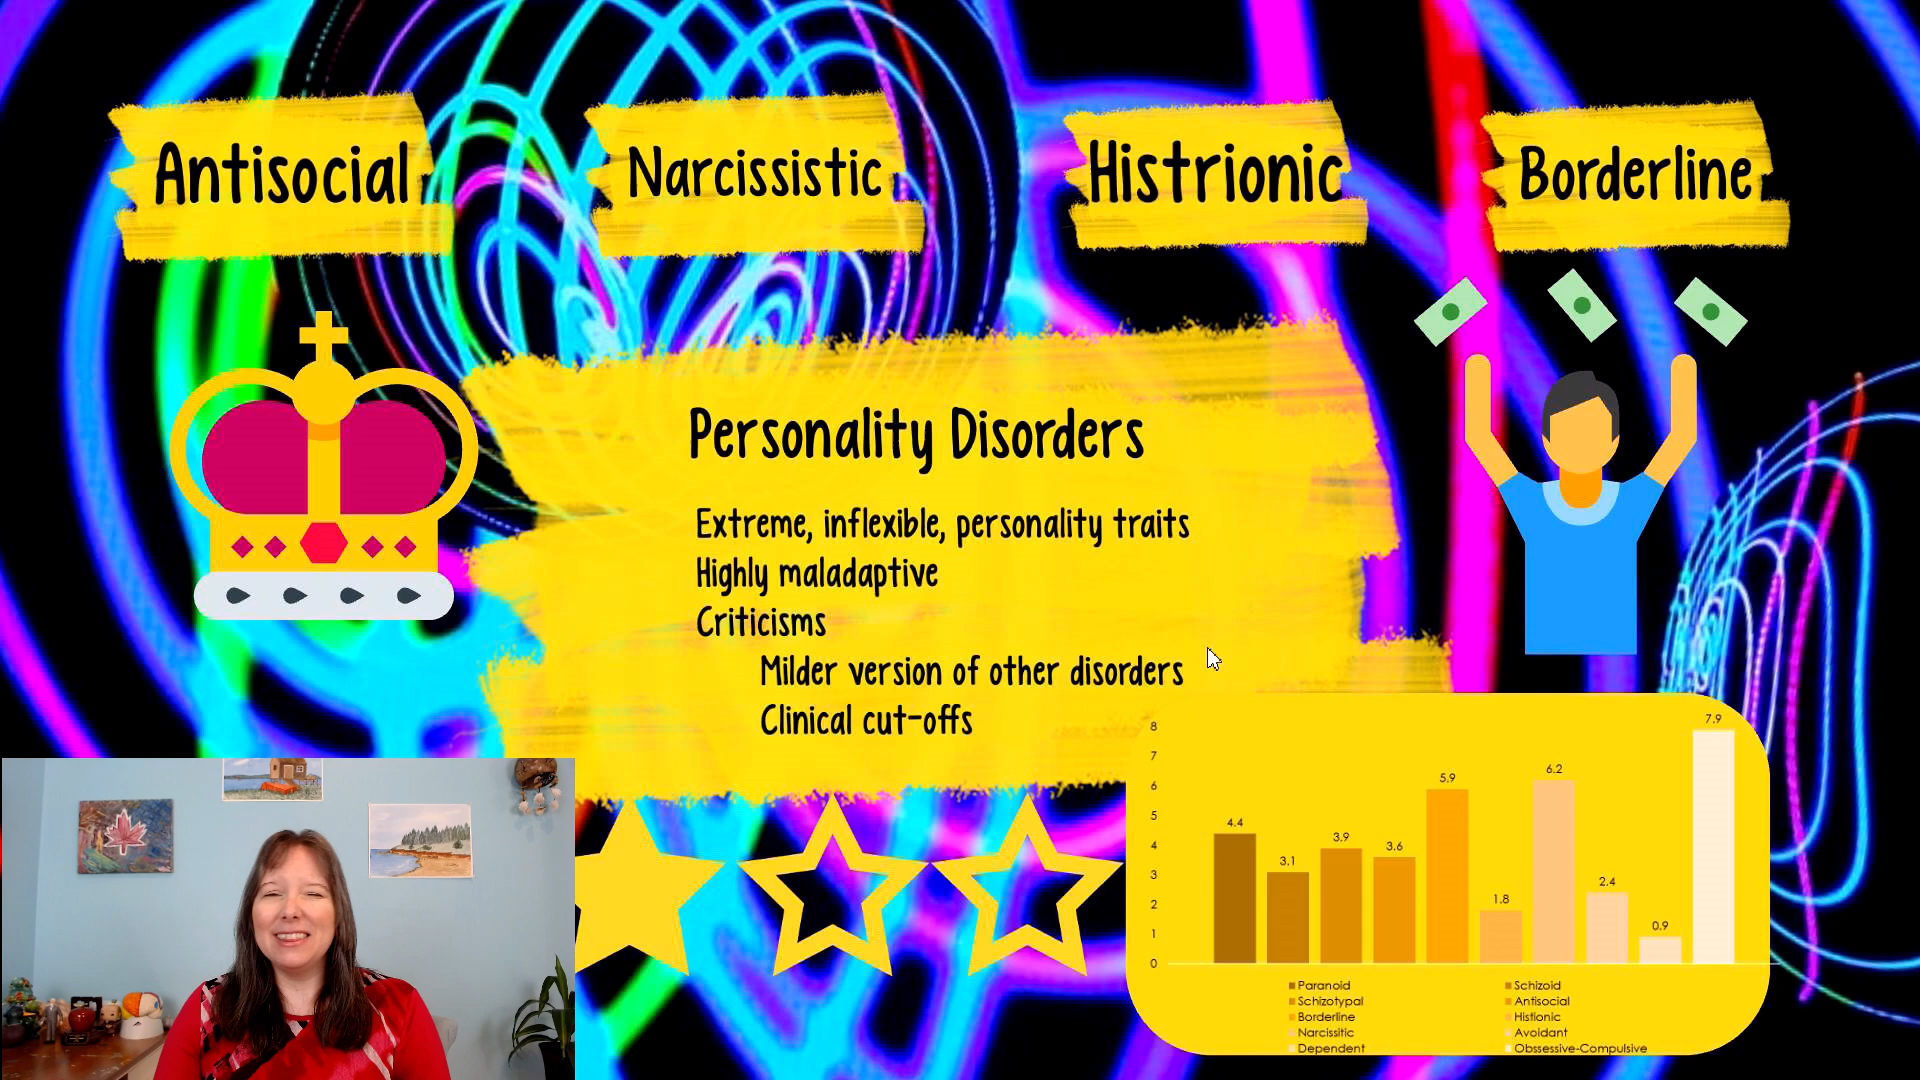 Antisocial
Narcissistic
Histrionic
Borderline
Personality Disorders
Extreme, inflexible, personality traits
Highly maladaptive
Criticisms
Milder version of other disorders
Clinical cut-offs
8
7
6
5
4
3
2
1
0
4.4
3.1
3.9
3.6
5.9
1.8
6.2
2.4
0.9
7.9
Paranoid
Schizoid
Schizotypal
Antisocial
Borderline
Histionic
Narcissitic
Avoidant
Dependent
Obssessive-Compulsive